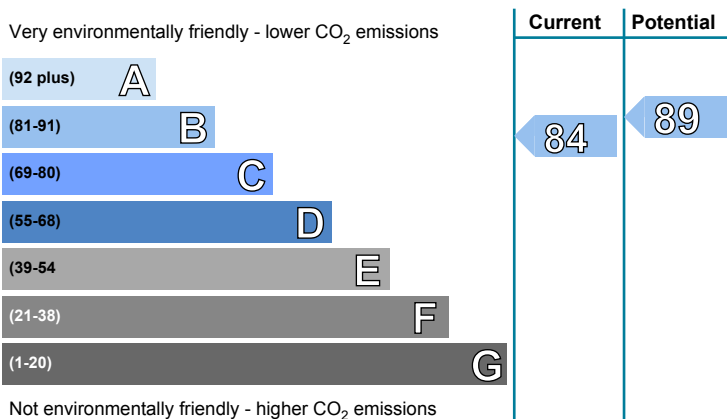 Current Potential
Very environmentally friendly - lower CO2 emissions
(92 plus) A
(81-91) B
84 89
(69-80) C
(55-68) D
(39-54 E
(21-38) F
(1-20) G
Not environmentally friendly - higher CO2 emissions